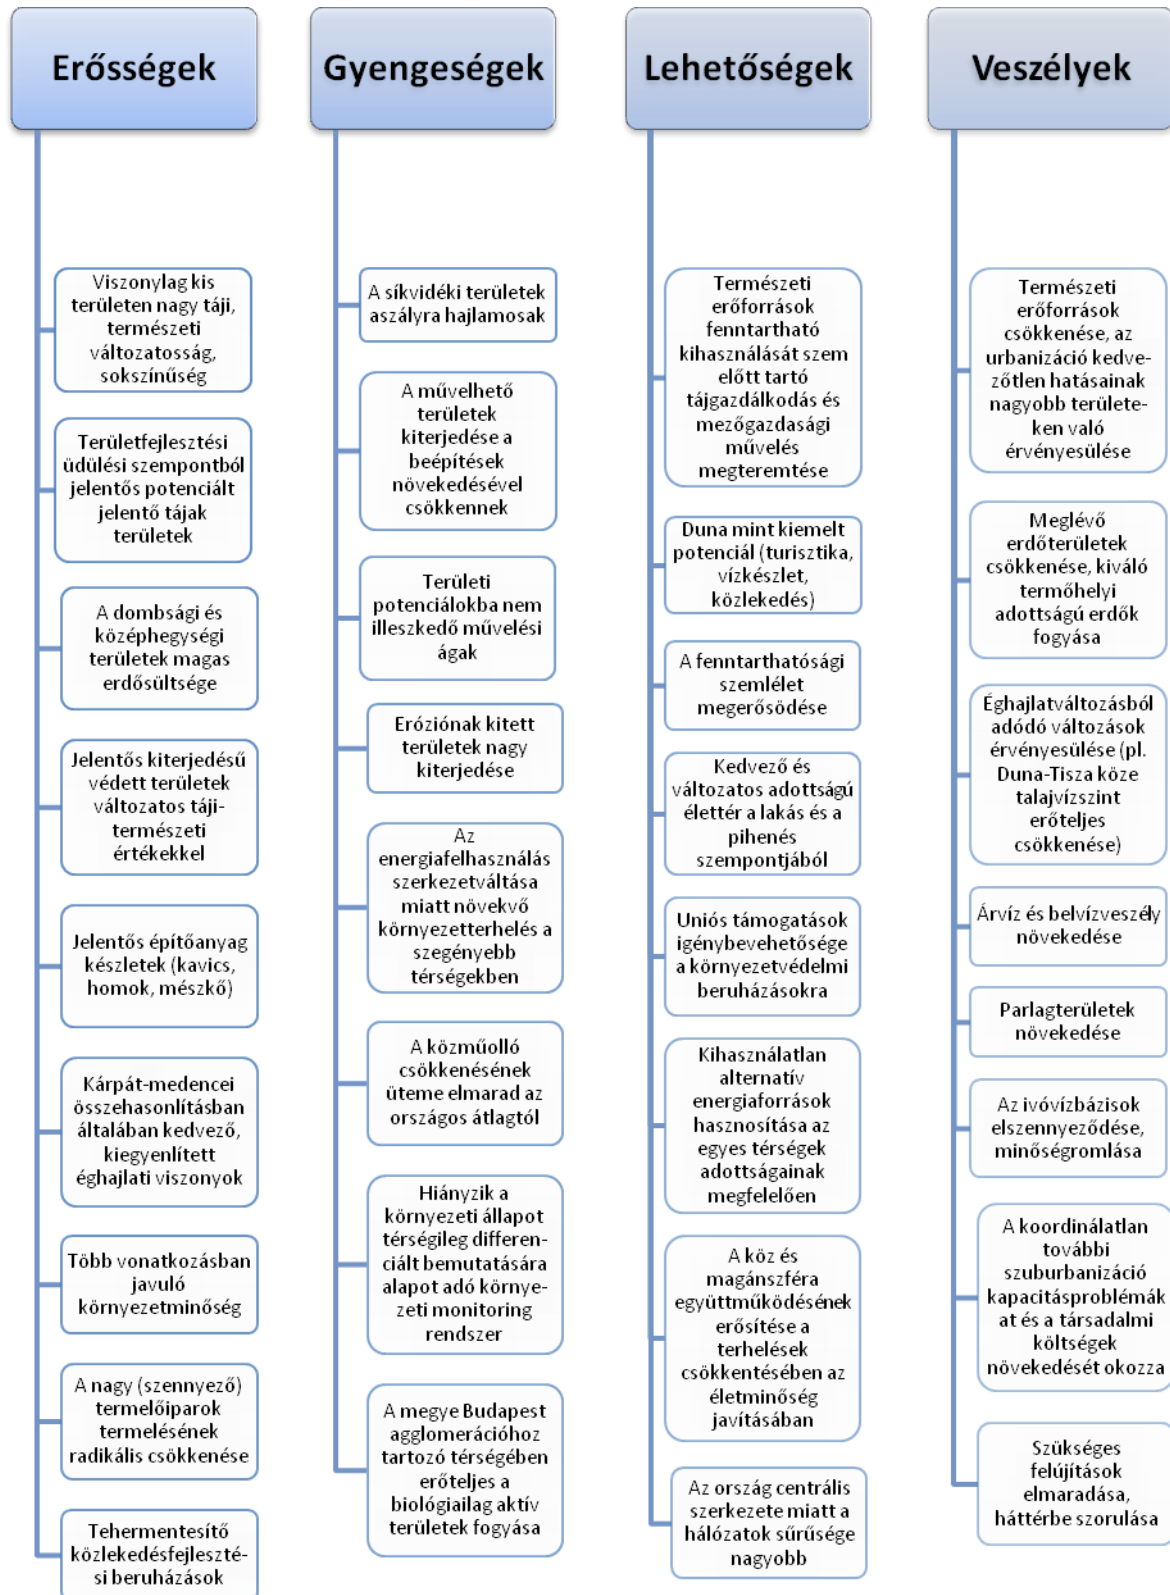 Erősségek
Viszonylag kis
területen nagy táji,
természeti
változatosság,
sokszínűség
Területfejlesztési
üdülési szempontból
jelentős potenciált
jelentő tájak
területek
A dombsági és
középhegységi
területek magas
erdősültsége
Jelentős kiterjedésű
védett területek
változatos táji-
természeti
értékekkel
Jelentős építőanyag
készletek (kavics,
homok, mészkő)
Kárpát-medencei
összehasonlításban
általában kedvező,
kiegyenlített
éghajlati viszonyok
Több vonatkozásban
javuló
környezetminőség
A nagy (szennyező)
termelőiparok
termelésének
radikális csökkenése
Tehermentesítő
közlekedésfejleszté-
si beruházások
Gyengeségek
A síkvidéki területek
aszályra hajlamosak
A művelhető
területek
kiterjedése a
beépítések
növekedésével
csökkennek
Területi
potenciálokba nem
illeszkedő művelési
ágak
Eróziónak kitett
területek nagy
kiterjedése
Az
energiafelhasználás
szerkezetváltása
miatt növekvő
környezetterhelés a
szegényebb
térségekben
A közműolló
csökkenésének
üteme elmarad az
országos átlagtól
Hiányzik a
környezeti állapot
térségileg differen-
ciált bemutatására
alapot adó környe-
zeti monitoring
rendszer
A megye Budapest
agglomerációhoz
tartozó térségében
erőteljes a
biológiailag aktív
területek fogyása
Lehetőségek
Természeti
erőforrások
fenntartható
kihasználását szem
előtt tartó
tájgazdálkodás és
mezőgazdasági
művelés
megteremtése
Duna mint kiemelt
potenciál (turisztika,
vízkészlet,
közlekedés)
A fenntarthatósági
szemlélet
megerősödése
Kedvező és
változatos adottságú
élettér a lakás és a
pihenés
szempontjából
Uniós támogatások
igénybevehetősége
a környezetvédelmi
beruházásokra
Kihasználatlan
alternatív
energiaforrások
hasznosítása az
egyes térségek
adottságainak
megfelelően
A köz és
magánszféra
együttműködésének
erősítése a
terhelések
csökkentésében az
életminőség
javításában
Az ország centrális
szerkezete miatt a
hálózatok sűrűsége
nagyobb
Veszélyek
Természeti
erőforrások
csökkenése, az
urbanizáció kedve-
zőtlen hatásainak
nagyobb területe-
ken való
érvényesülése
Meglévő
erdőterületek
csökkenése, kiváló
termőhelyi
adottságú erdők
fogyása
Éghajlatváltozásból
adódó változások
érvényesülése (pl.
Duna-Tisza köze
talajvízszint
erőteljes
csökkenése)
Árvíz és belvízveszély
növekedése
Parlagterületek
növekedése
Az ivóvízbázisok
elszennyeződése,
minőségromlása
A koordinálatlan
további
szuburbanizáció
kapacitásproblémák
at és a társadalmi
költségek
növekedését okozza
Szükséges
felújítások
elmaradása,
háttérbe szorulása